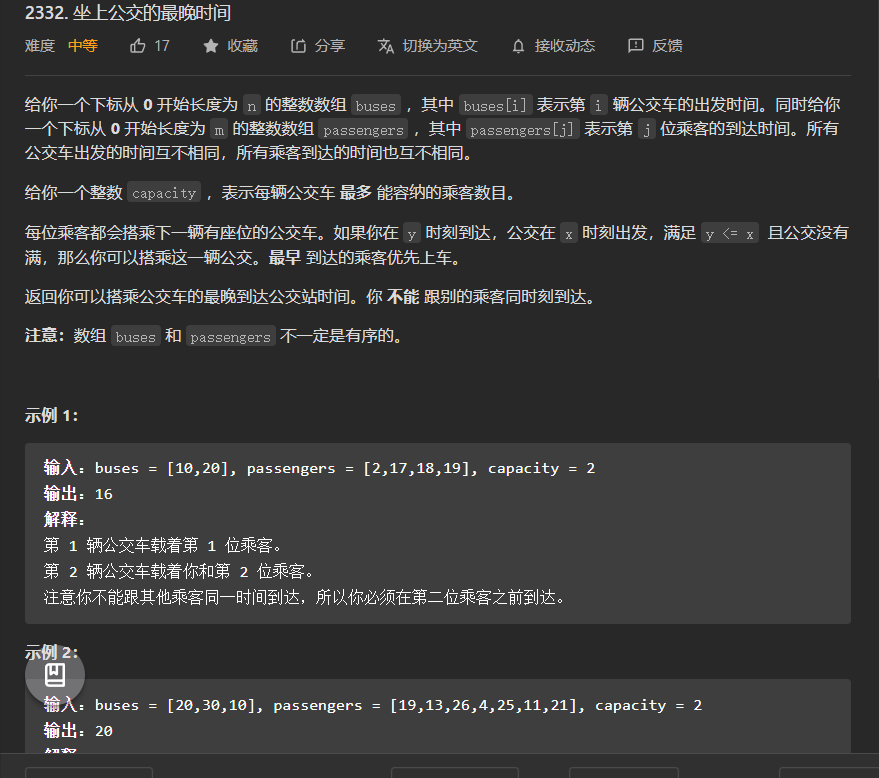 2332. 坐上公交的最晚时间
难度 中等 17 收藏 分享 切换为英文 接收动态 反馈
给你一个下标从 0 开始长度为 n 的整数数组 buses ，其中 buses[i] 表示第 i 辆公交车的出发时间。同时给你
一个下标从 0 开始长度为 m 的整数数组 passengers ，其中 passengers[j] 表示第 j 位乘客的到达时间。所有
公交车出发的时间互不相同，所有乘客到达的时间也互不相同。
给你一个整数 capacity ，表示每辆公交车 最多 能容纳的乘客数目。
每位乘客都会搭乘下一辆有座位的公交车。如果你在 y 时刻到达，公交在 x 时刻出发，满足 y <= x 且公交没有
满，那么你可以搭乘这一辆公交。最早 到达的乘客优先上车。
返回你可以搭乘公交车的最晚到达公交站时间。你 不能 跟别的乘客同时刻到达。
注意：数组 buses 和 passengers 不一定是有序的。
示例 1：
输入：buses = [10,20], passengers = [2,17,18,19], capacity = 2
输出：16
解释：
第 1 辆公交车载着第 1 位乘客。
第 2 辆公交车载着你和第 2 位乘客。
注意你不能跟其他乘客同一时间到达，所以你必须在第二位乘客之前到达。
示例 2：
输入：buses = [20,30,10], passengers = [19,13,26,4,25,11,21], capacity = 2
输出：20